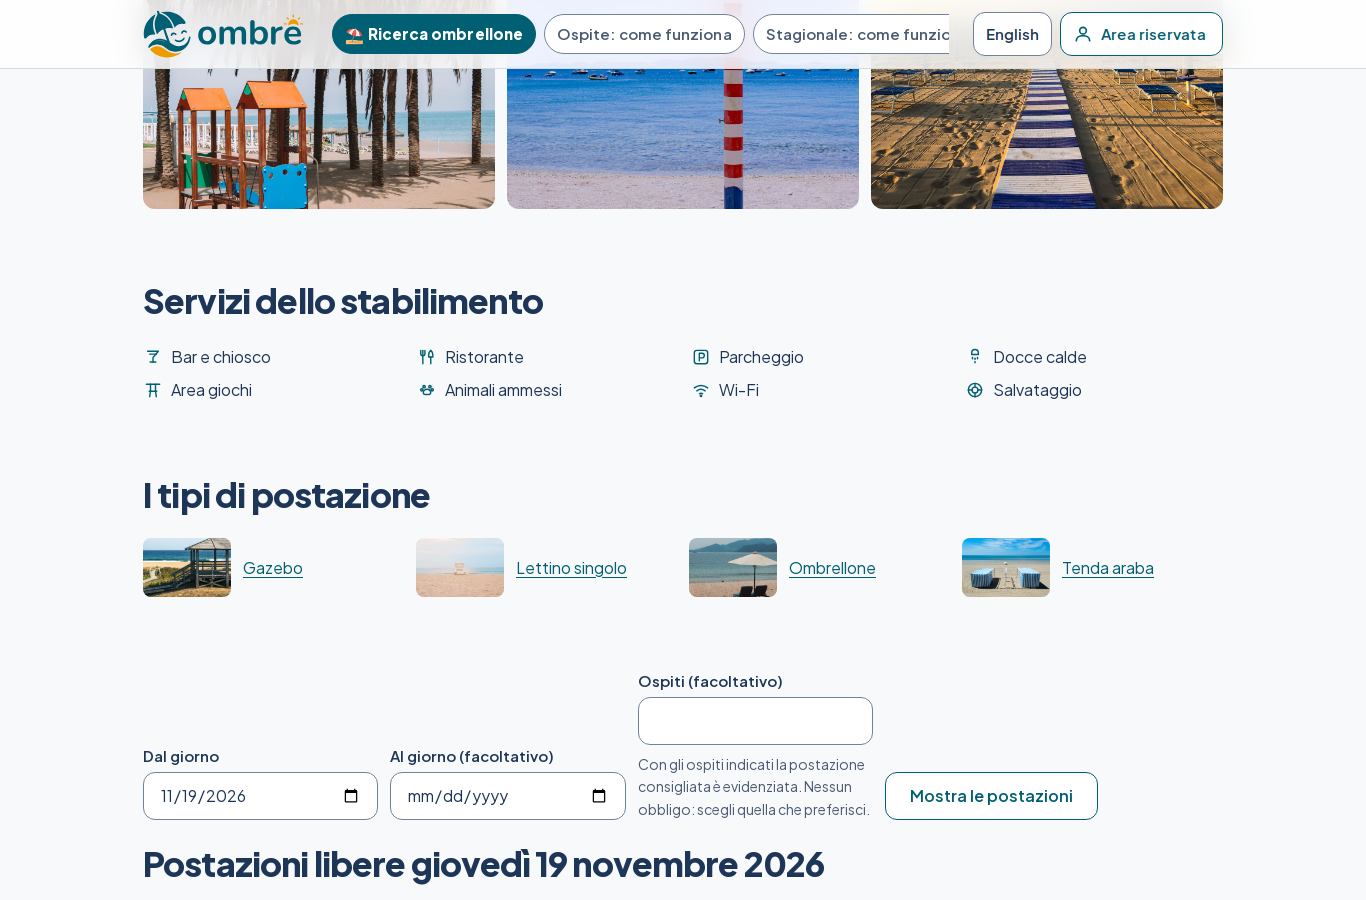 ombrè
Ricerca ombrellone
Ospite: come funziona
Stagionale: come funzio
English
Area riservata
Servizi dello stabilimento
Bar e chiosco
Ristorante
Parcheggio
Docce calde
Area giochi
Animali ammessi
Wi-Fi
Salvataggio
I tipi di postazione
Gazebo
Lettino singolo
Ombrellone
Tenda araba
Dal giorno
11/19/2026
Al giorno (facoltativo)
mm/dd/yyyy
Ospiti (facoltativo)
Con gli ospiti indicati la postazione
consigliata è evidenziata. Nessun
obbligo: scegli quella che preferisci.
Mostra le postazioni
Postazioni libere giovedì 19 novembre 2026